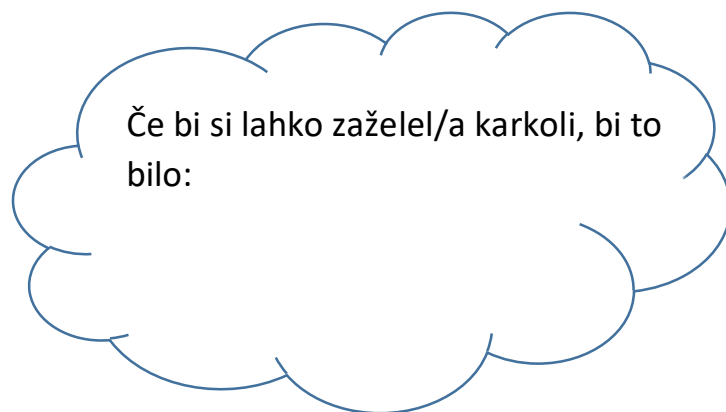 Če bi si lahko zaželel/a karkoli, bi to
bilo: